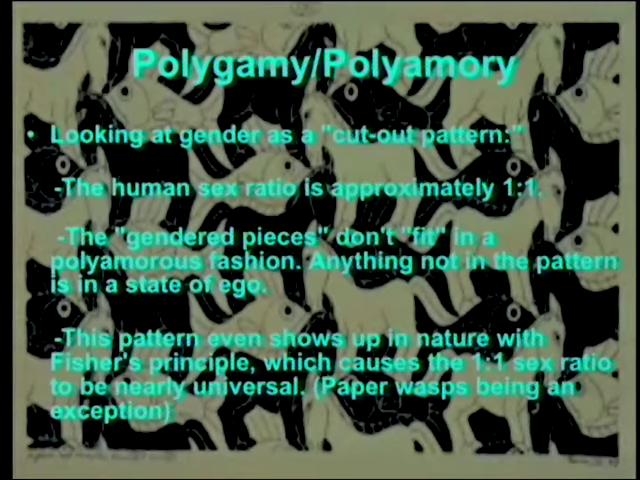 Polygamy/Polyamory
• Looking at gender as a "cut-out pattern:"
-The human sex ratio is approximately 1:1.
-The "gendered pieces" don't "fit" in a
polyamorous fashion. Anything not in the pattern
is in a state of ego.
-This pattern even shows up in nature with
Fisher's principle, which causes the 1:1 sex ratio
to be nearly universal. (Paper wasps being an
exception)